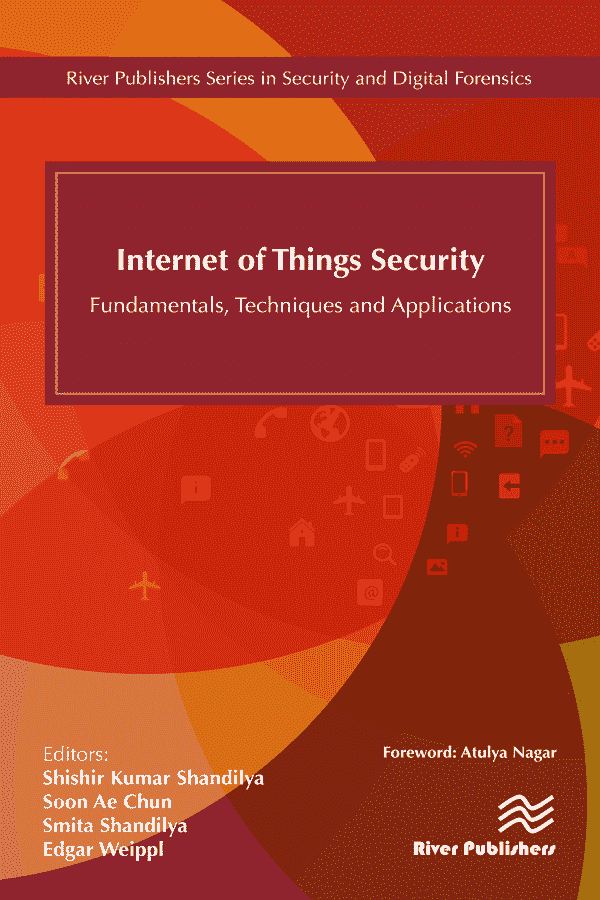 River Publishers Series in Security and Digital Forensics
Internet of Things Security
Fundamentals, Techniques and Applications
Editors:
Shishir Kumar Shandilya
Soon Ae Chun
Smita Shandilya
Edgar Weippl
Foreword: Atulya Nagar
River Publishers